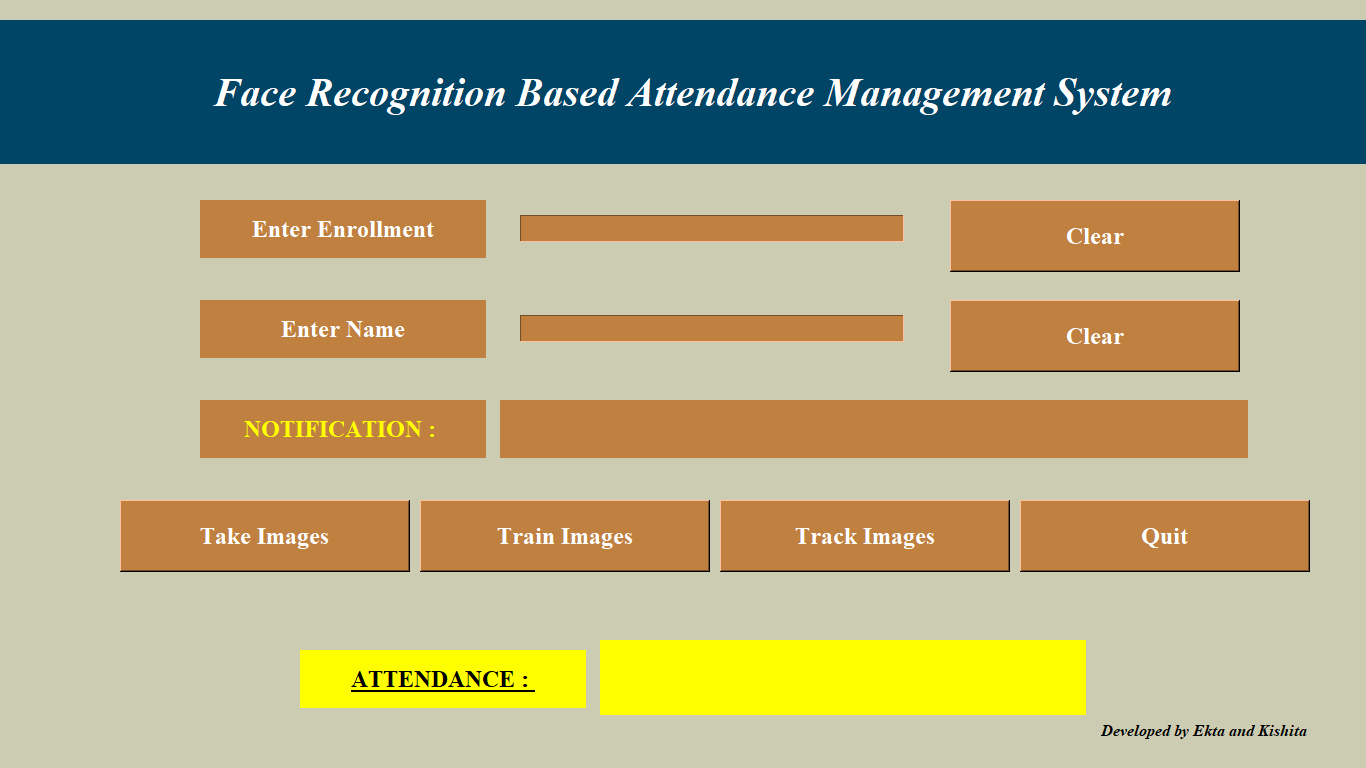 Face Recognition Based Attendance Management System
Enter Enrollment
Clear
Enter Name
Clear
NOTIFICATION :
Take Images
Train Images
Track Images
Quit
ATTENDANCE :
Developed by Ekta and Kishita